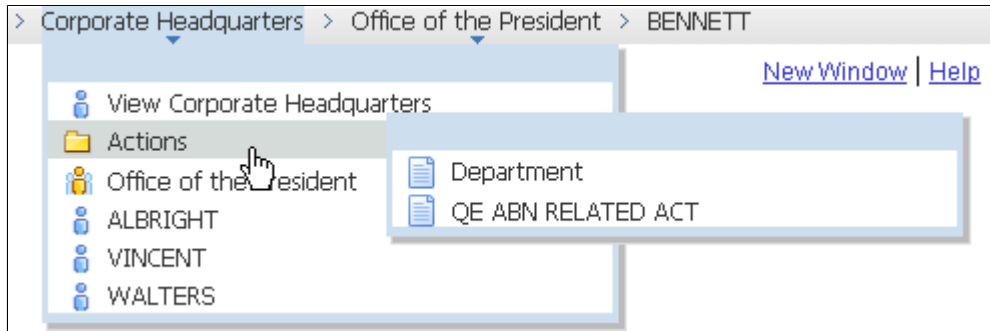 > Corporate Headquarters > Office of the President > BENNETT
New Window | Help
View Corporate Headquarters
Actions
Office of the President
ALBRIGHT
VINCENT
WALTERS
Department
QE ABN RELATED ACT